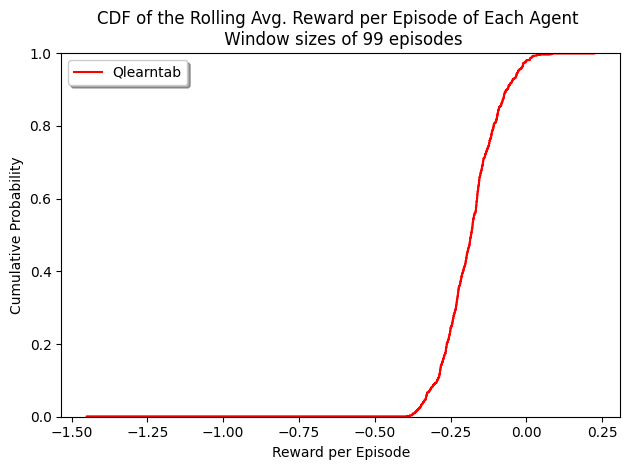 CDF of the Rolling Avg. Reward per Episode of Each Agent
Window sizes of 99 episodes
Qlearntab
Cumulative Probability
1.0
0.8
0.6
0.4
0.2
0.0
−1.50 −1.25 −1.00 −0.75 −0.50 −0.25 0.00 0.25
Reward per Episode